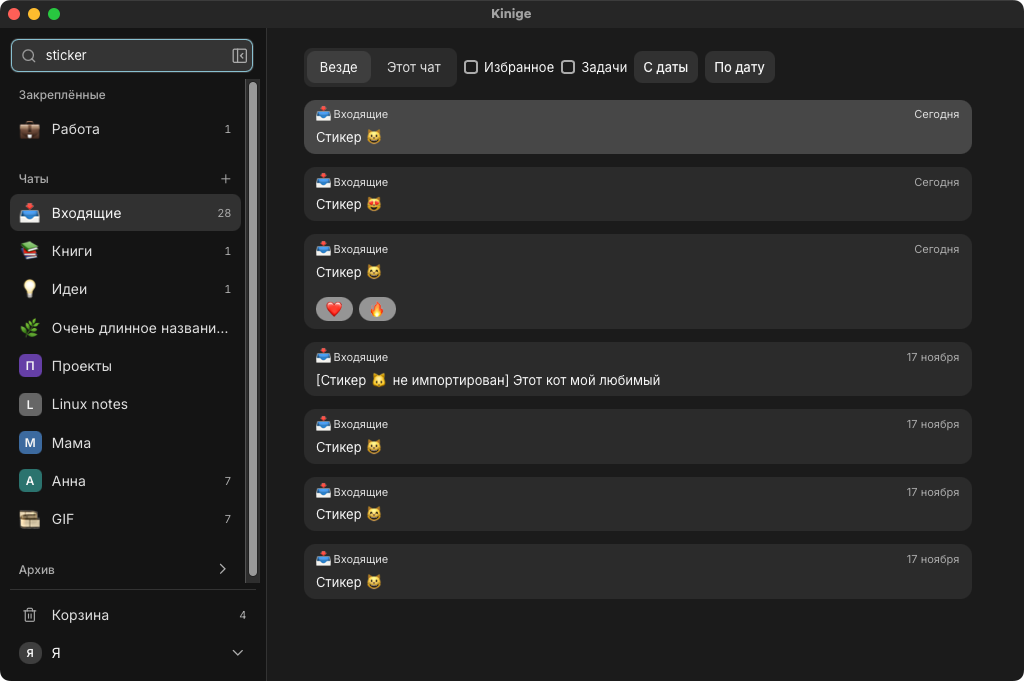 Kinige
sticker
Закреплённые
Работа 1
Чаты +
Входящие 28
Книги 1
Идеи 1
Очень длинное названи...
П Проекты
L Linux notes
М Мама
А Анна 7
GIF 7
Архив
Корзина 4
Я Я
Везде Этот чат Избранное Задачи С даты По дату
📥 Входящие Сегодня
Стикер 😺
📥 Входящие Сегодня
Стикер 😻
📥 Входящие Сегодня
Стикер 😺
❤️ 🔥
📥 Входящие 17 ноября
[Стикер 🐱 не импортирован] Этот кот мой любимый
📥 Входящие 17 ноября
Стикер 😺
📥 Входящие 17 ноября
Стикер 😺
📥 Входящие 17 ноября
Стикер 😺